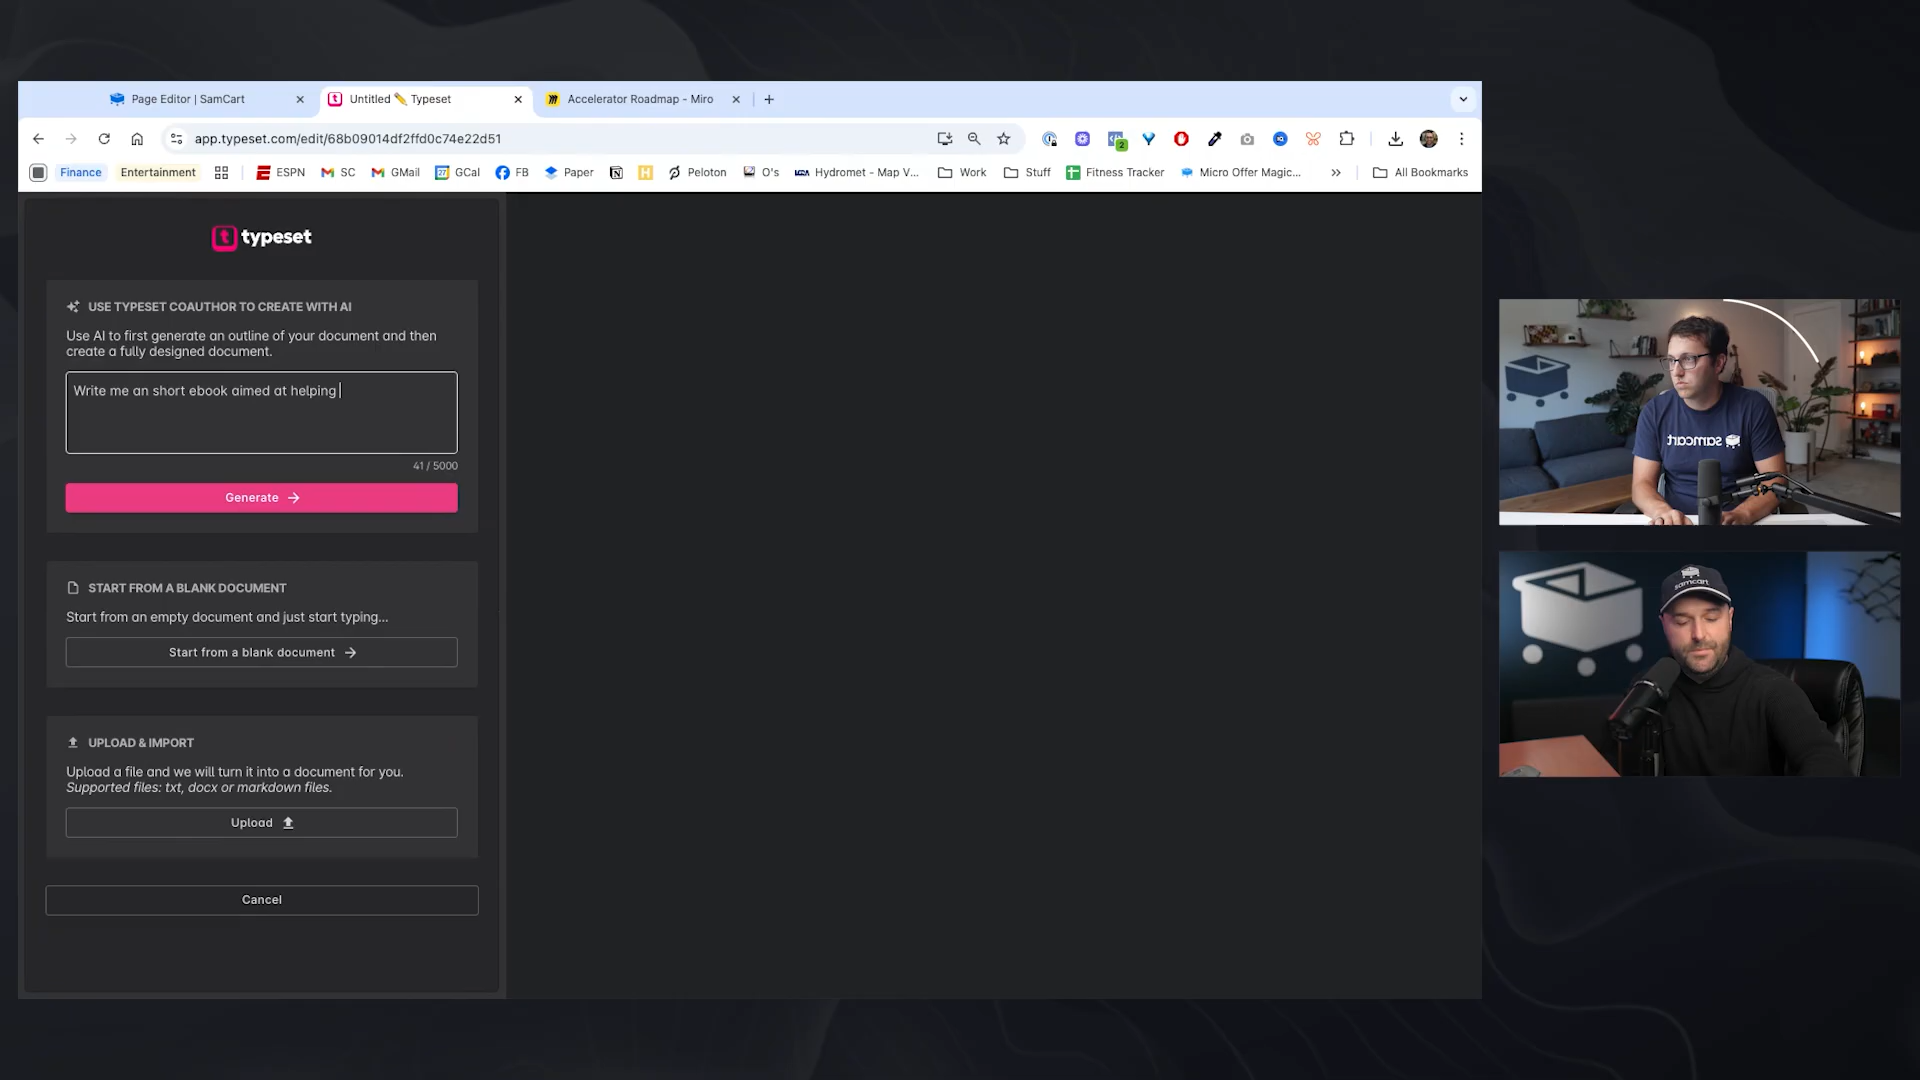 Page Editor | SamCart
Untitled ✏️ Typeset
Accelerator Roadmap - Miro
app.typeset.com/edit/68b09014df2ffd0c74e22d51
2
Finance
Entertainment
ESPN
SC
GMail
27
GCal
FB
Paper
Peloton
O's
Hydromet - Map V...
Work
Stuff
Fitness Tracker
Micro Offer Magic...
All Bookmarks
typeset
USE TYPESET COAUTHOR TO CREATE WITH AI
Use AI to first generate an outline of your document and then
create a fully designed document.
Write me an short ebook aimed at helping
41 / 5000
Generate →
START FROM A BLANK DOCUMENT
Start from an empty document and just start typing...
Start from a blank document →
UPLOAD & IMPORT
Upload a file and we will turn it into a document for you.
Supported files: txt, docx or markdown files.
Upload
Cancel
samcart
samcart